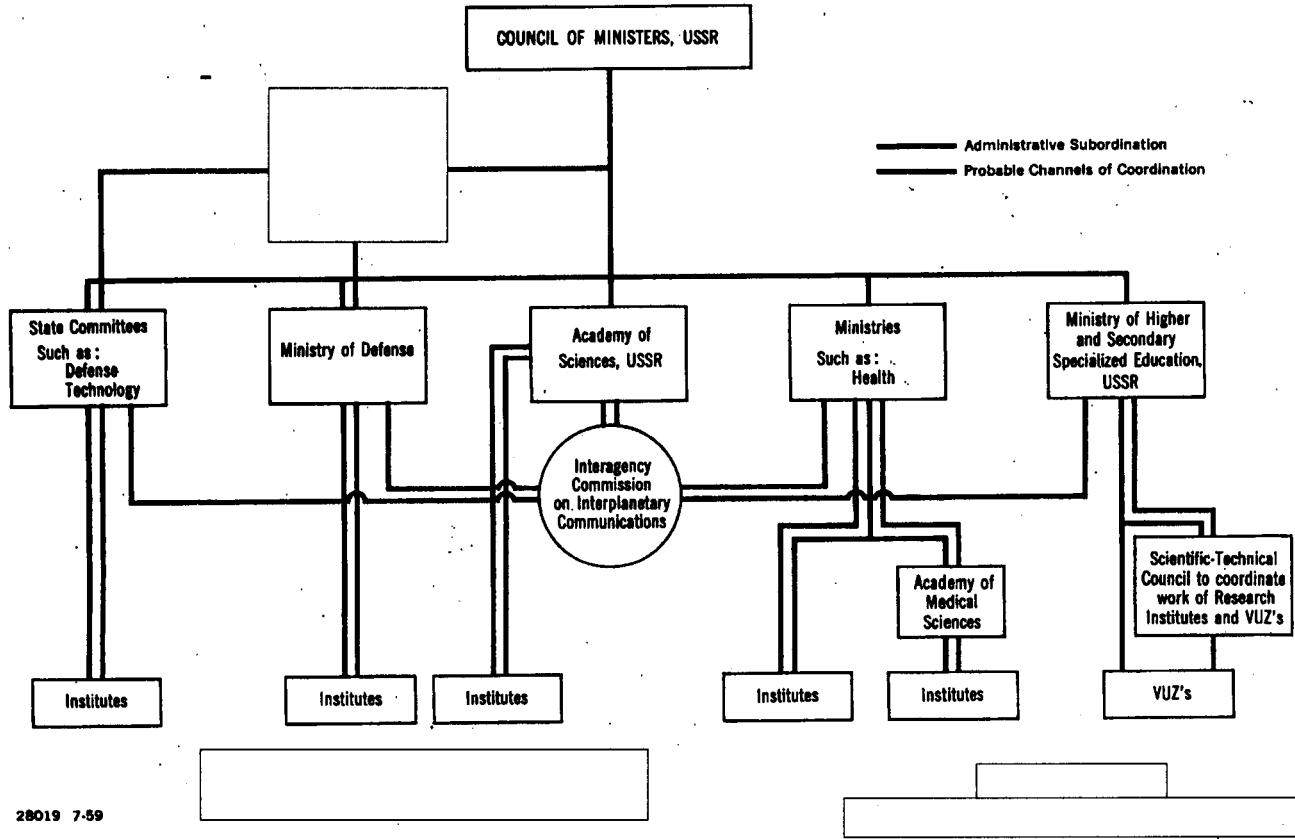 COUNCIL OF MINISTERS, USSR
Administrative Subordination
Probable Channels of Coordination
State Committees
Such as:
Defense
Technology
Ministry of Defense
Academy of
Sciences, USSR
Ministries
Such as:
Health
Ministry of Higher
and Secondary
Specialized Education,
USSR
Interagency
Commission
on Interplanetary
Communications
Academy of
Medical
Sciences
Scientific-Technical
Council to coordinate
work of Research
Institutes and VUZ's
Institutes
Institutes
Institutes
Institutes
Institutes
VUZ's
28019 7-59